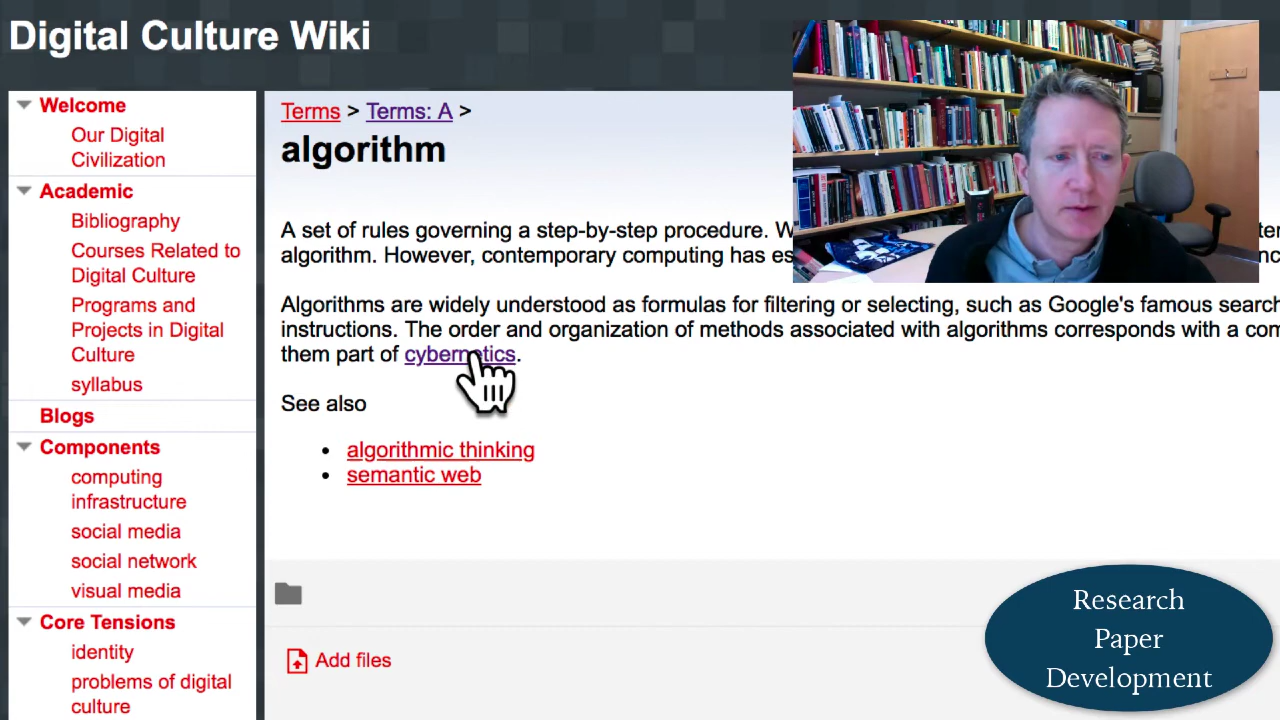 Digital Culture Wiki
Welcome
Our Digital
Civilization
Academic
Bibliography
Courses Related to
Digital Culture
Programs and
Projects in Digital
Culture
syllabus
Blogs
Components
computing
infrastructure
social media
social network
visual media
Core Tensions
identity
problems of digital
culture
Terms > Terms: A >
algorithm
A set of rules governing a step-by-step procedure.
algorithm. However, contemporary computing has
Algorithms are widely understood as formulas for filtering or selecting, such as Google's famous search
instructions. The order and organization of methods associated with algorithms corresponds with a
them part of cybernetics.
See also
• algorithmic thinking
• semantic web
Add files
Research
Paper
Development